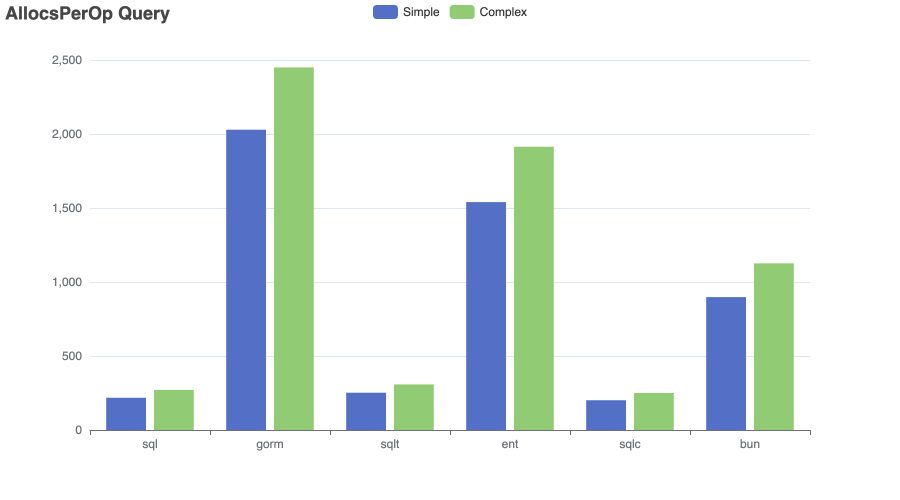 AllocsPerOp Query
Simple Complex
2,500
2,000
1,500
1,000
500
0
sql gorm sqlt ent sqlc bun